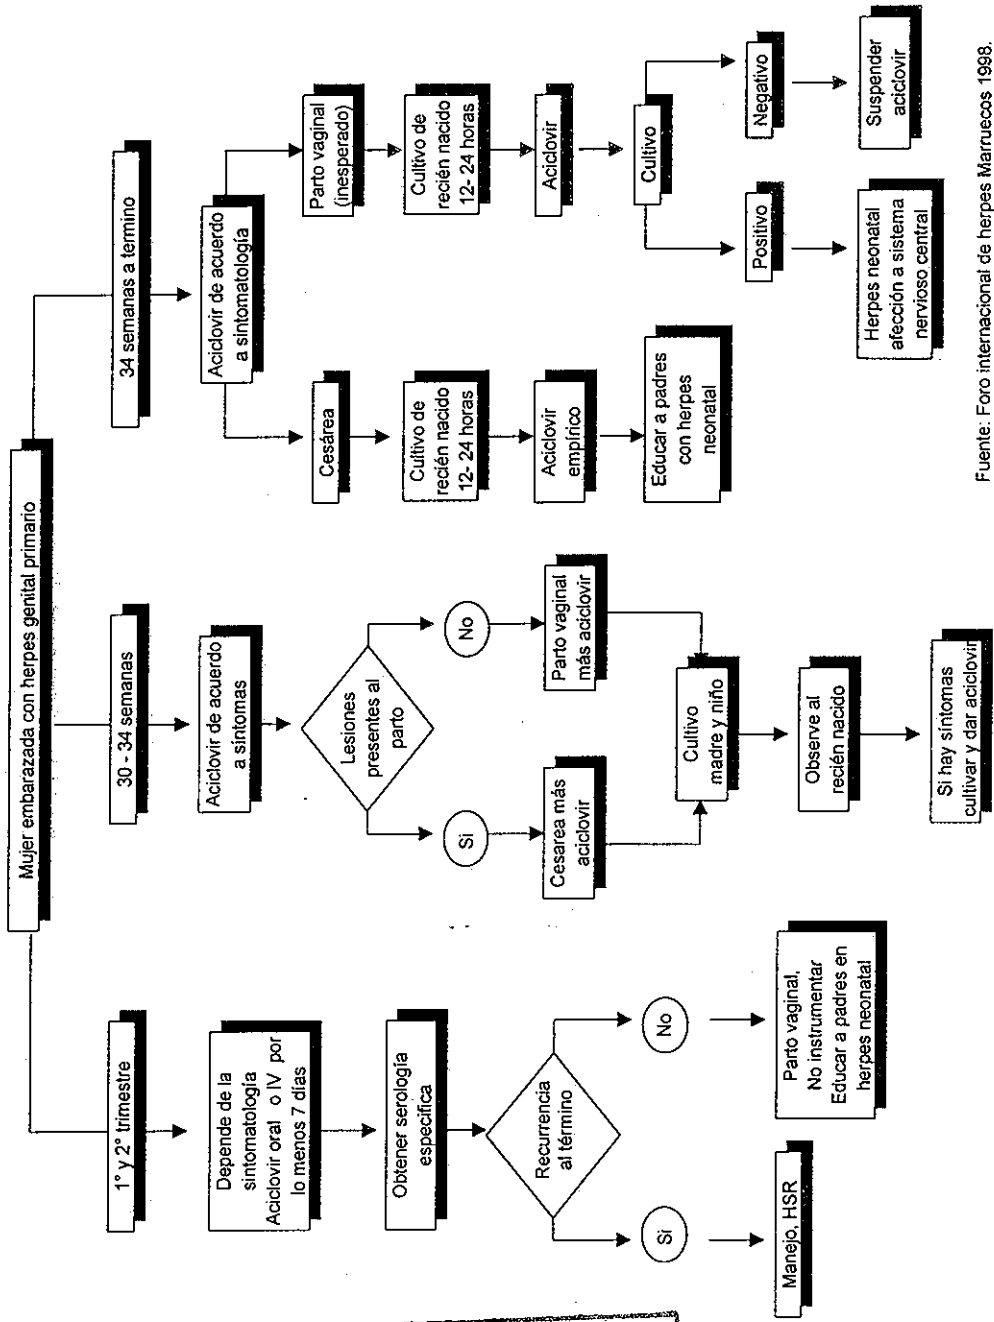 Mujer embarazada con herpes genital primario
1° y 2° trimestre
Depende de la
sintomatología
Aciclovir oral o IV por
lo menos 7 días
Obtener serología
especifica
Recurrencia
al término
Si
No
Manejo, HSR
Parto vaginal,
No instrumentar
Educar a padres en
herpes neonatal
30 - 34 semanas
Aciclovir de acuerdo
a sintomas
Lesiones
presentes al
parto
Si
No
Cesarea más
aciclovir
Parto vaginal
más aciclovir
Cultivo
madre y niño
Observe al
recién nacido
Si hay síntomas
cultivar y dar aciclovir
34 semanas a termino
Aciclovir de acuerdo
a sintomatología
Cesárea
Cultivo de
recién nacido
12- 24 horas
Aciclovir
empírico
Educar a padres
con herpes
neonatal
Parto vaginal
(inesperado)
Cultivo de
recién nacido
12- 24 horas
Aciclovir
Cultivo
Positivo
Negativo
Herpes neonatal
afección a sistema
nervioso central
Suspender
aciclovir
Fuente: Foro internacional de herpes Marruecos 1998.